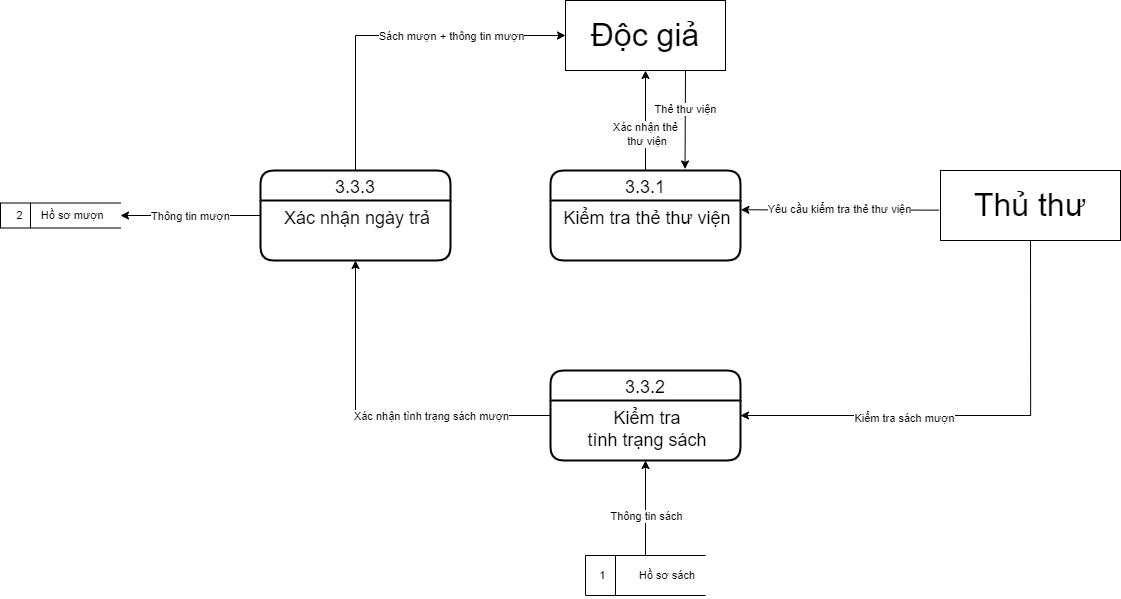 Độc giả
Sách mượn + thông tin mượn
Thẻ thư viện
Xác nhận thẻ
thư viện
3.3.3
Xác nhận ngày trả
3.3.1
Kiểm tra thẻ thư viện
Thủ thư
Yêu cầu kiểm tra thẻ thư viện
2
Hồ sơ mượn
Thông tin mượn
3.3.2
Kiểm tra
tình trạng sách
Xác nhận tình trạng sách mượn
Kiểm tra sách mượn
Thông tin sách
1
Hồ sơ sách